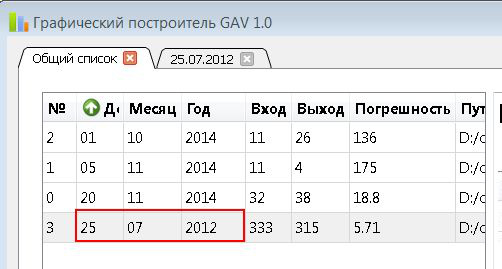 Графический построитель GAV 1.0
Общий список 25.07.2012
№ Месяц Год Вход Выход Погрешность
2 01 10 2014 11 26 136
1 05 11 2014 11 4 175
0 20 11 2014 32 38 18.8
3 25 07 2012 333 315 5.71